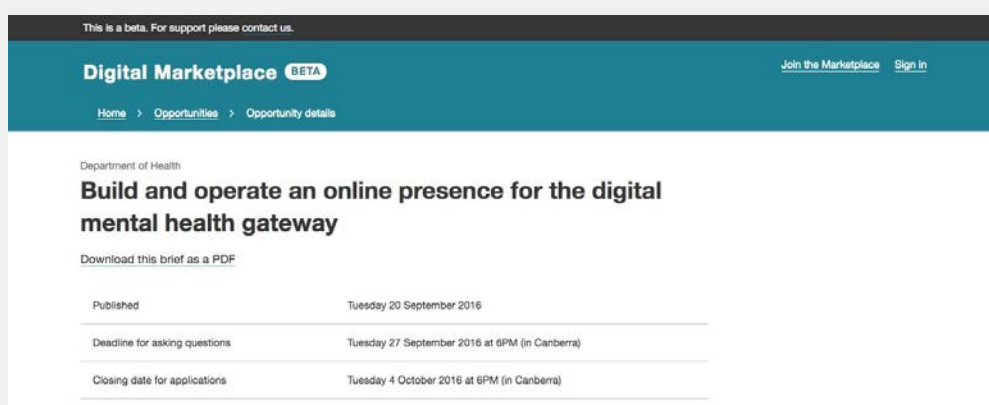 This is a beta. For support please contact us.
Digital Marketplace BETA
Join the Marketplace Sign in
Home > Opportunities > Opportunity details
Department of Health
Build and operate an online presence for the digital
mental health gateway
Download this brief as a PDF
Published Tuesday 20 September 2016
Deadline for asking questions Tuesday 27 September 2016 at 6PM (in Canberra)
Closing date for applications Tuesday 4 October 2016 at 6PM (in Canberra)